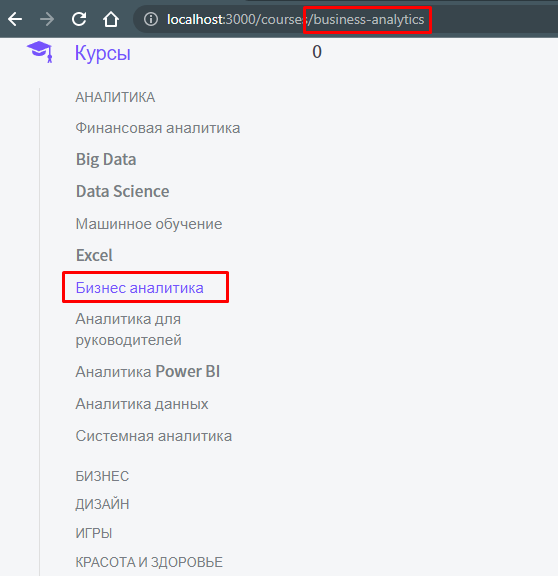 localhost:3000/courses/business-analytics
Курсы
0
АНАЛИТИКА
Финансовая аналитика
Big Data
Data Science
Машинное обучение
Excel
Бизнес аналитика
Аналитика для
руководителей
Аналитика Power BI
Аналитика данных
Системная аналитика
БИЗНЕС
ДИЗАЙН
ИГРЫ
КРАСОТА И ЗДОРОВЬЕ